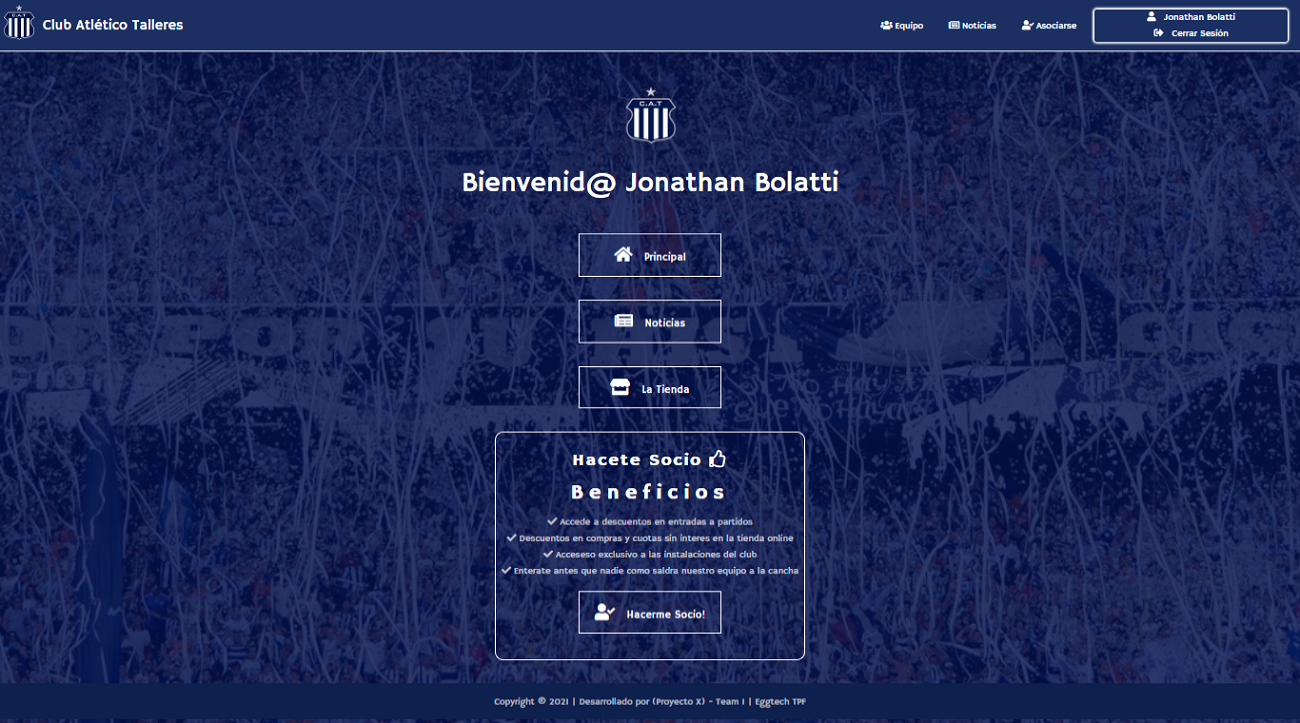 Club Atlético Talleres
Equipo
Noticias
Asociarse
Jonathan Bolatti
Cerrar Sesión
C.A.T
Bienvenid@ Jonathan Bolatti
Principal
Noticias
La Tienda
Hacete Socio
Beneficios
Accede a descuentos en entradas a partidos
Descuentos en compras y cuotas sin interes en la tienda online
Acceseso exclusivo a las instalaciones del club
Enterate antes que nadie como saldra nuestro equipo a la cancha
Hacerme Socio!
Copyright © 2021 | Desarrollado por (Proyecto X) - Team 1 | Eggtech TPF